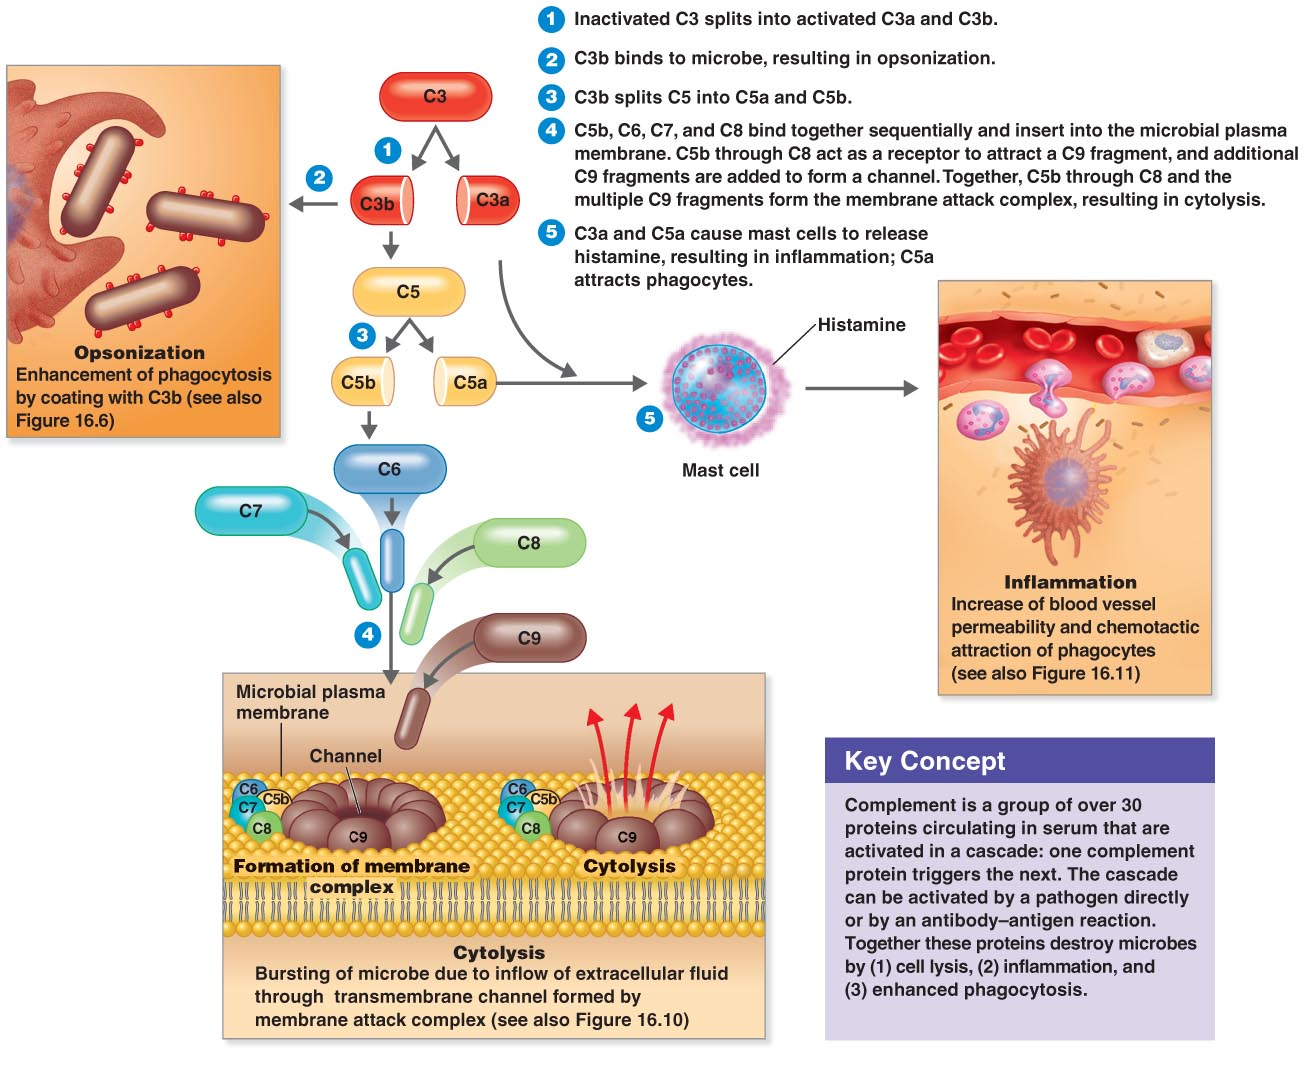 1 Inactivated C3 splits into activated C3a and C3b.
2 C3b binds to microbe, resulting in opsonization.
3 C3b splits C5 into C5a and C5b.
4 C5b, C6, C7, and C8 bind together sequentially and insert into the microbial plasma
membrane. C5b through C8 act as a receptor to attract a C9 fragment, and additional
C9 fragments are added to form a channel. Together, C5b through C8 and the
multiple C9 fragments form the membrane attack complex, resulting in cytolysis.
5 C3a and C5a cause mast cells to release
histamine, resulting in inflammation; C5a
attracts phagocytes.
C3
1
2
C3b
C3a
C5
3
C5b
C5a
Opsonization
Enhancement of phagocytosis
by coating with C3b (see also
Figure 16.6)
Histamine
5
Mast cell
C6
C7
C8
4
C9
Inflammation
Increase of blood vessel
permeability and chemotactic
attraction of phagocytes
(see also Figure 16.11)
Microbial plasma
membrane
Channel
C6
C5b
C7
C8
C9
C6
C5b
C7
C8
C9
Formation of membrane
complex
Cytolysis
Cytolysis
Bursting of microbe due to inflow of extracellular fluid
through transmembrane channel formed by
membrane attack complex (see also Figure 16.10)
Key Concept
Complement is a group of over 30
proteins circulating in serum that are
activated in a cascade: one complement
protein triggers the next. The cascade
can be activated by a pathogen directly
or by an antibody–antigen reaction.
Together these proteins destroy microbes
by (1) cell lysis, (2) inflammation, and
(3) enhanced phagocytosis.